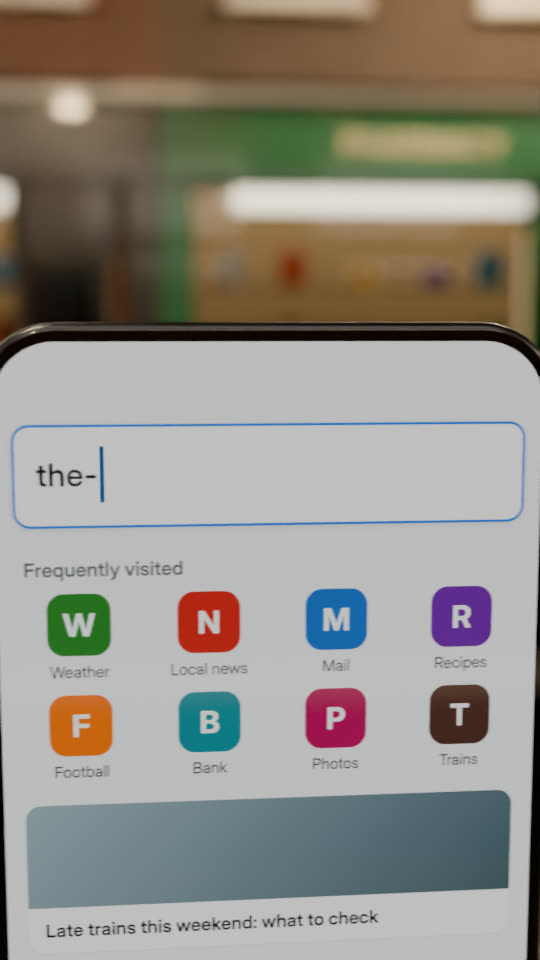 the-
Frequently visited
W N M R
Weather Local news Mail Recipes
F B P T
Football Bank Photos Trains
Late trains this weekend: what to check